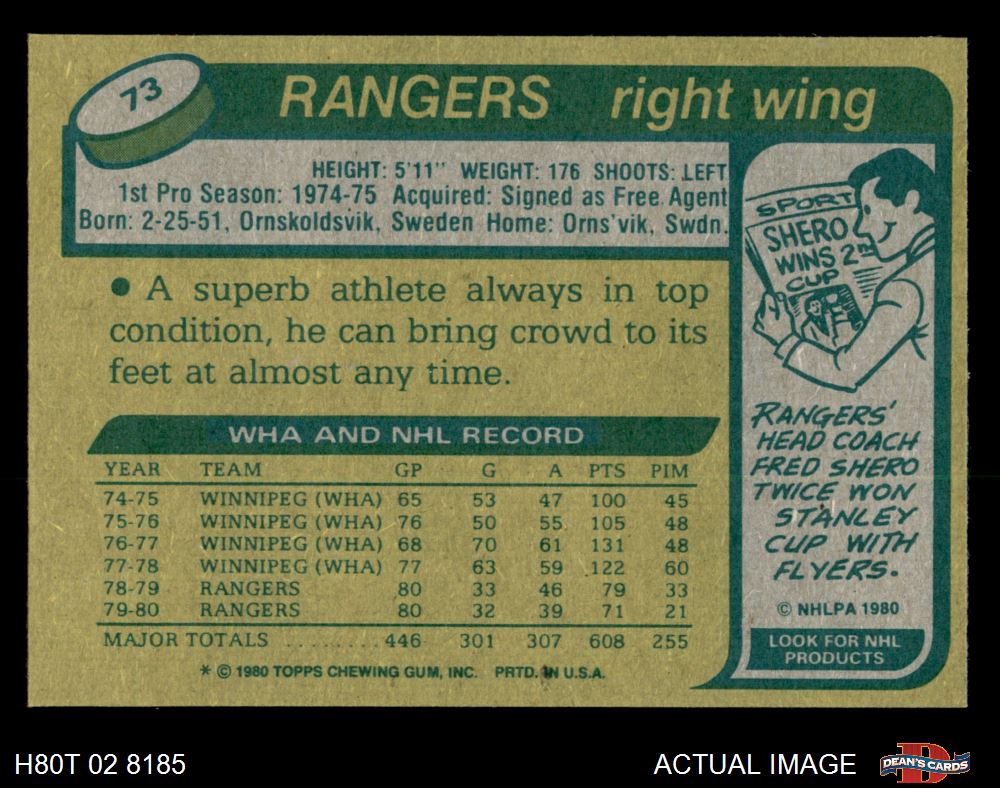 73
RANGERS right wing
HEIGHT: 5'11" WEIGHT: 176 SHOOTS: LEFT
1st Pro Season: 1974-75 Acquired: Signed as Free Agent
Born: 2-25-51, Ornskoldsvik, Sweden Home: Orns'vik, Swdn.
• A superb athlete always in top
condition, he can bring crowd to its
feet at almost any time.
WHA AND NHL RECORD
YEAR TEAM GP G A PTS PIM
74-75 WINNIPEG (WHA) 65 53 47 100 45
75-76 WINNIPEG (WHA) 76 50 55 105 48
76-77 WINNIPEG (WHA) 68 70 61 131 48
77-78 WINNIPEG (WHA) 77 63 59 122 60
78-79 RANGERS 80 33 46 79 33
79-80 RANGERS 80 32 39 71 21
MAJOR TOTALS .......... 446 301 307 608 255
* © 1980 TOPPS CHEWING GUM, INC. PRTD. IN U.S.A.
SPORT
SHERO
WINS 2nd
CUP
RANGERS'
HEAD COACH
FRED SHERO
TWICE WON
STANLEY
CUP WITH
FLYERS.
© NHLPA 1980
LOOK FOR NHL
PRODUCTS
H80T 02 8185
ACTUAL IMAGE
D
DEAN'S CARDS